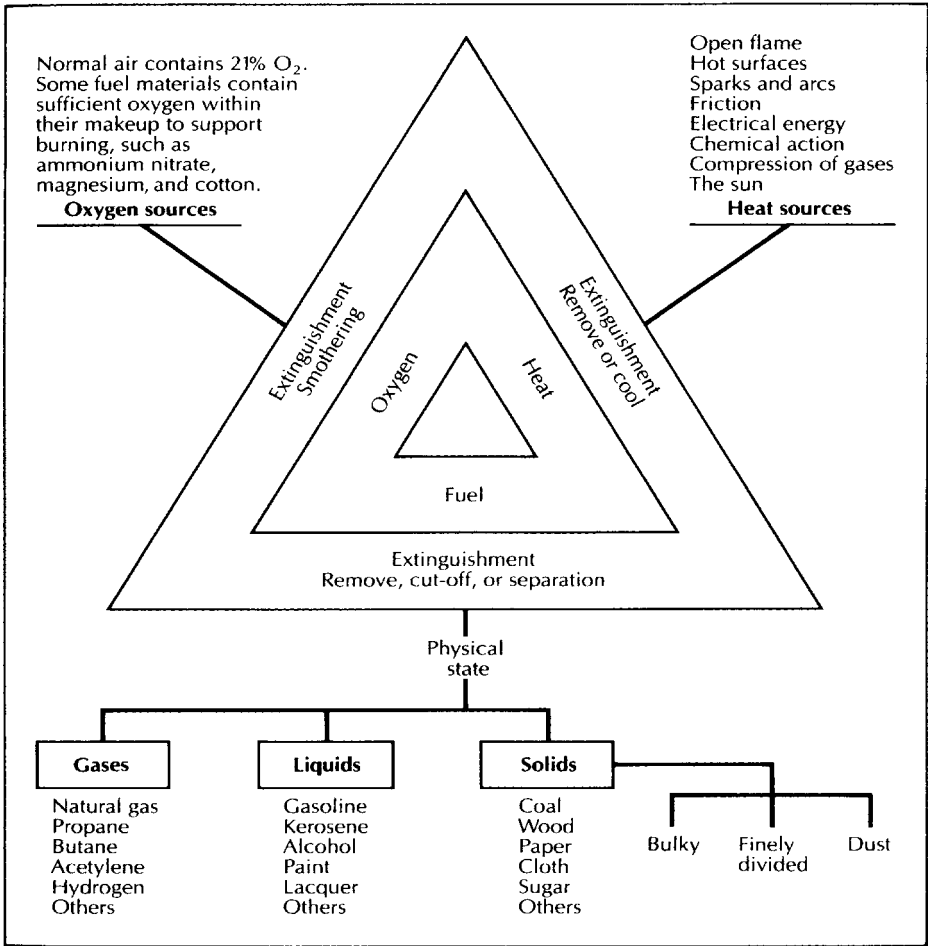 Normal air contains 21% O₂.
Some fuel materials contain
sufficient oxygen within
their makeup to support
burning, such as
ammonium nitrate,
magnesium, and cotton.
Oxygen sources
Open flame
Hot surfaces
Sparks and arcs
Friction
Electrical energy
Chemical action
Compression of gases
The sun
Heat sources
Extinguishment
Smothering
Extinguishment
Remove or cool
Oxygen
Heat
Fuel
Extinguishment
Remove, cut-off, or separation
Physical
state
Gases
Natural gas
Propane
Butane
Acetylene
Hydrogen
Others
Liquids
Gasoline
Kerosene
Alcohol
Paint
Lacquer
Others
Solids
Coal
Wood
Paper
Cloth
Sugar
Others
Bulky
Finely
divided
Dust